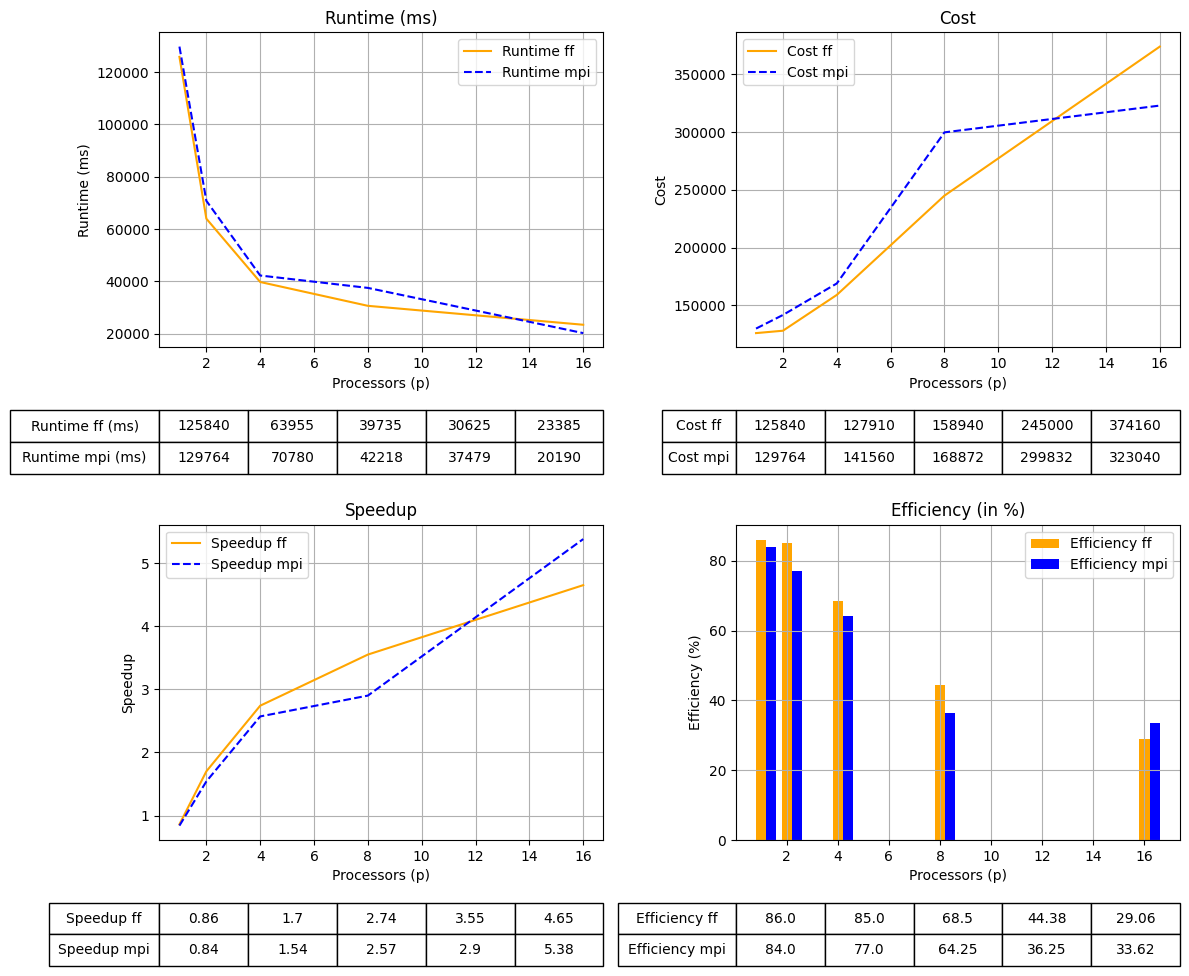 Runtime (ms)
Runtime ff
Runtime mpi
120000
100000
80000
60000
40000
20000
Runtime (ms)
2 4 6 8 10 12 14 16
Processors (p)
Runtime ff (ms) 125840 63955 39735 30625 23385
Runtime mpi (ms) 129764 70780 42218 37479 20190
Cost
Cost ff
Cost mpi
350000
300000
250000
200000
150000
Cost
2 4 6 8 10 12 14 16
Processors (p)
Cost ff 125840 127910 158940 245000 374160
Cost mpi 129764 141560 168872 299832 323040
Speedup
Speedup ff
Speedup mpi
5
4
3
2
1
Speedup
2 4 6 8 10 12 14 16
Processors (p)
Speedup ff 0.86 1.7 2.74 3.55 4.65
Speedup mpi 0.84 1.54 2.57 2.9 5.38
Efficiency (in %)
Efficiency ff
Efficiency mpi
80
60
40
20
0
Efficiency (%)
2 4 6 8 10 12 14 16
Processors (p)
Efficiency ff 86.0 85.0 68.5 44.38 29.06
Efficiency mpi 84.0 77.0 64.25 36.25 33.62